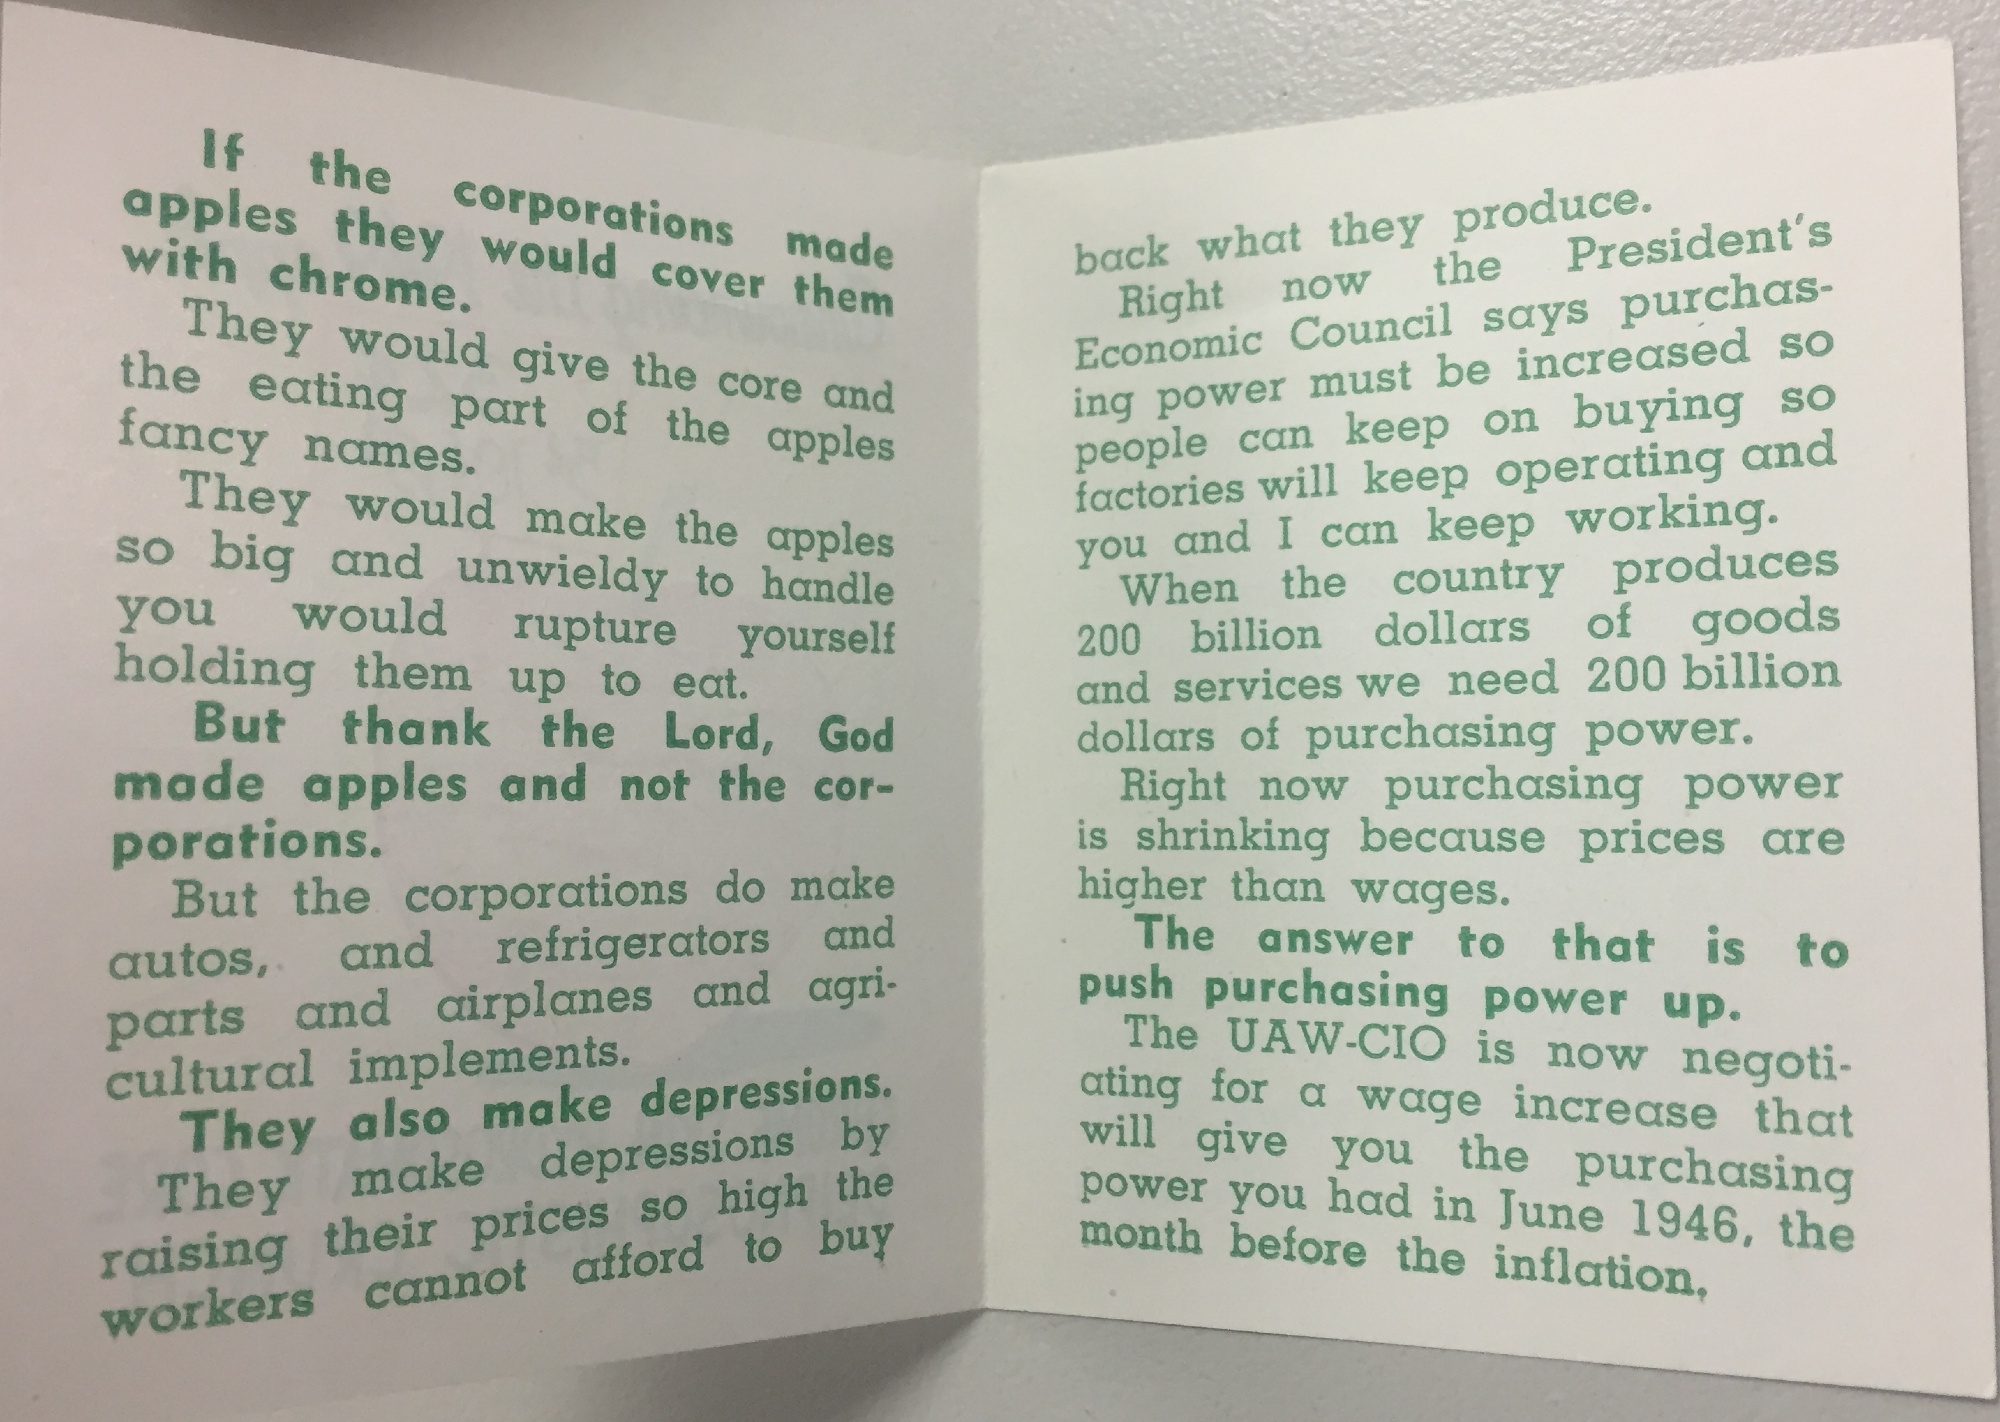 If the corporations made
apples they would cover them
with chrome.
They would give the core and
the eating part of the apples
fancy names.
They would make the apples
so big and unwieldy to handle
you would rupture yourself
holding them up to eat.
But thank the Lord, God
made apples and not the cor-
porations.
But the corporations do make
autos, and refrigerators and
parts and airplanes and agri-
cultural implements.
They also make depressions.
They make depressions by
raising their prices so high the
workers cannot afford to buy
back what they produce.
Right now the President's
Economic Council says purchas-
ing power must be increased so
people can keep on buying so
factories will keep operating and
you and I can keep working.
When the country produces
200 billion dollars of goods
and services we need 200 billion
dollars of purchasing power.
Right now purchasing power
is shrinking because prices are
higher than wages.
The answer to that is to
push purchasing power up.
The UAW-CIO is now negoti-
ating for a wage increase that
will give you the purchasing
power you had in June 1946, the
month before the inflation.